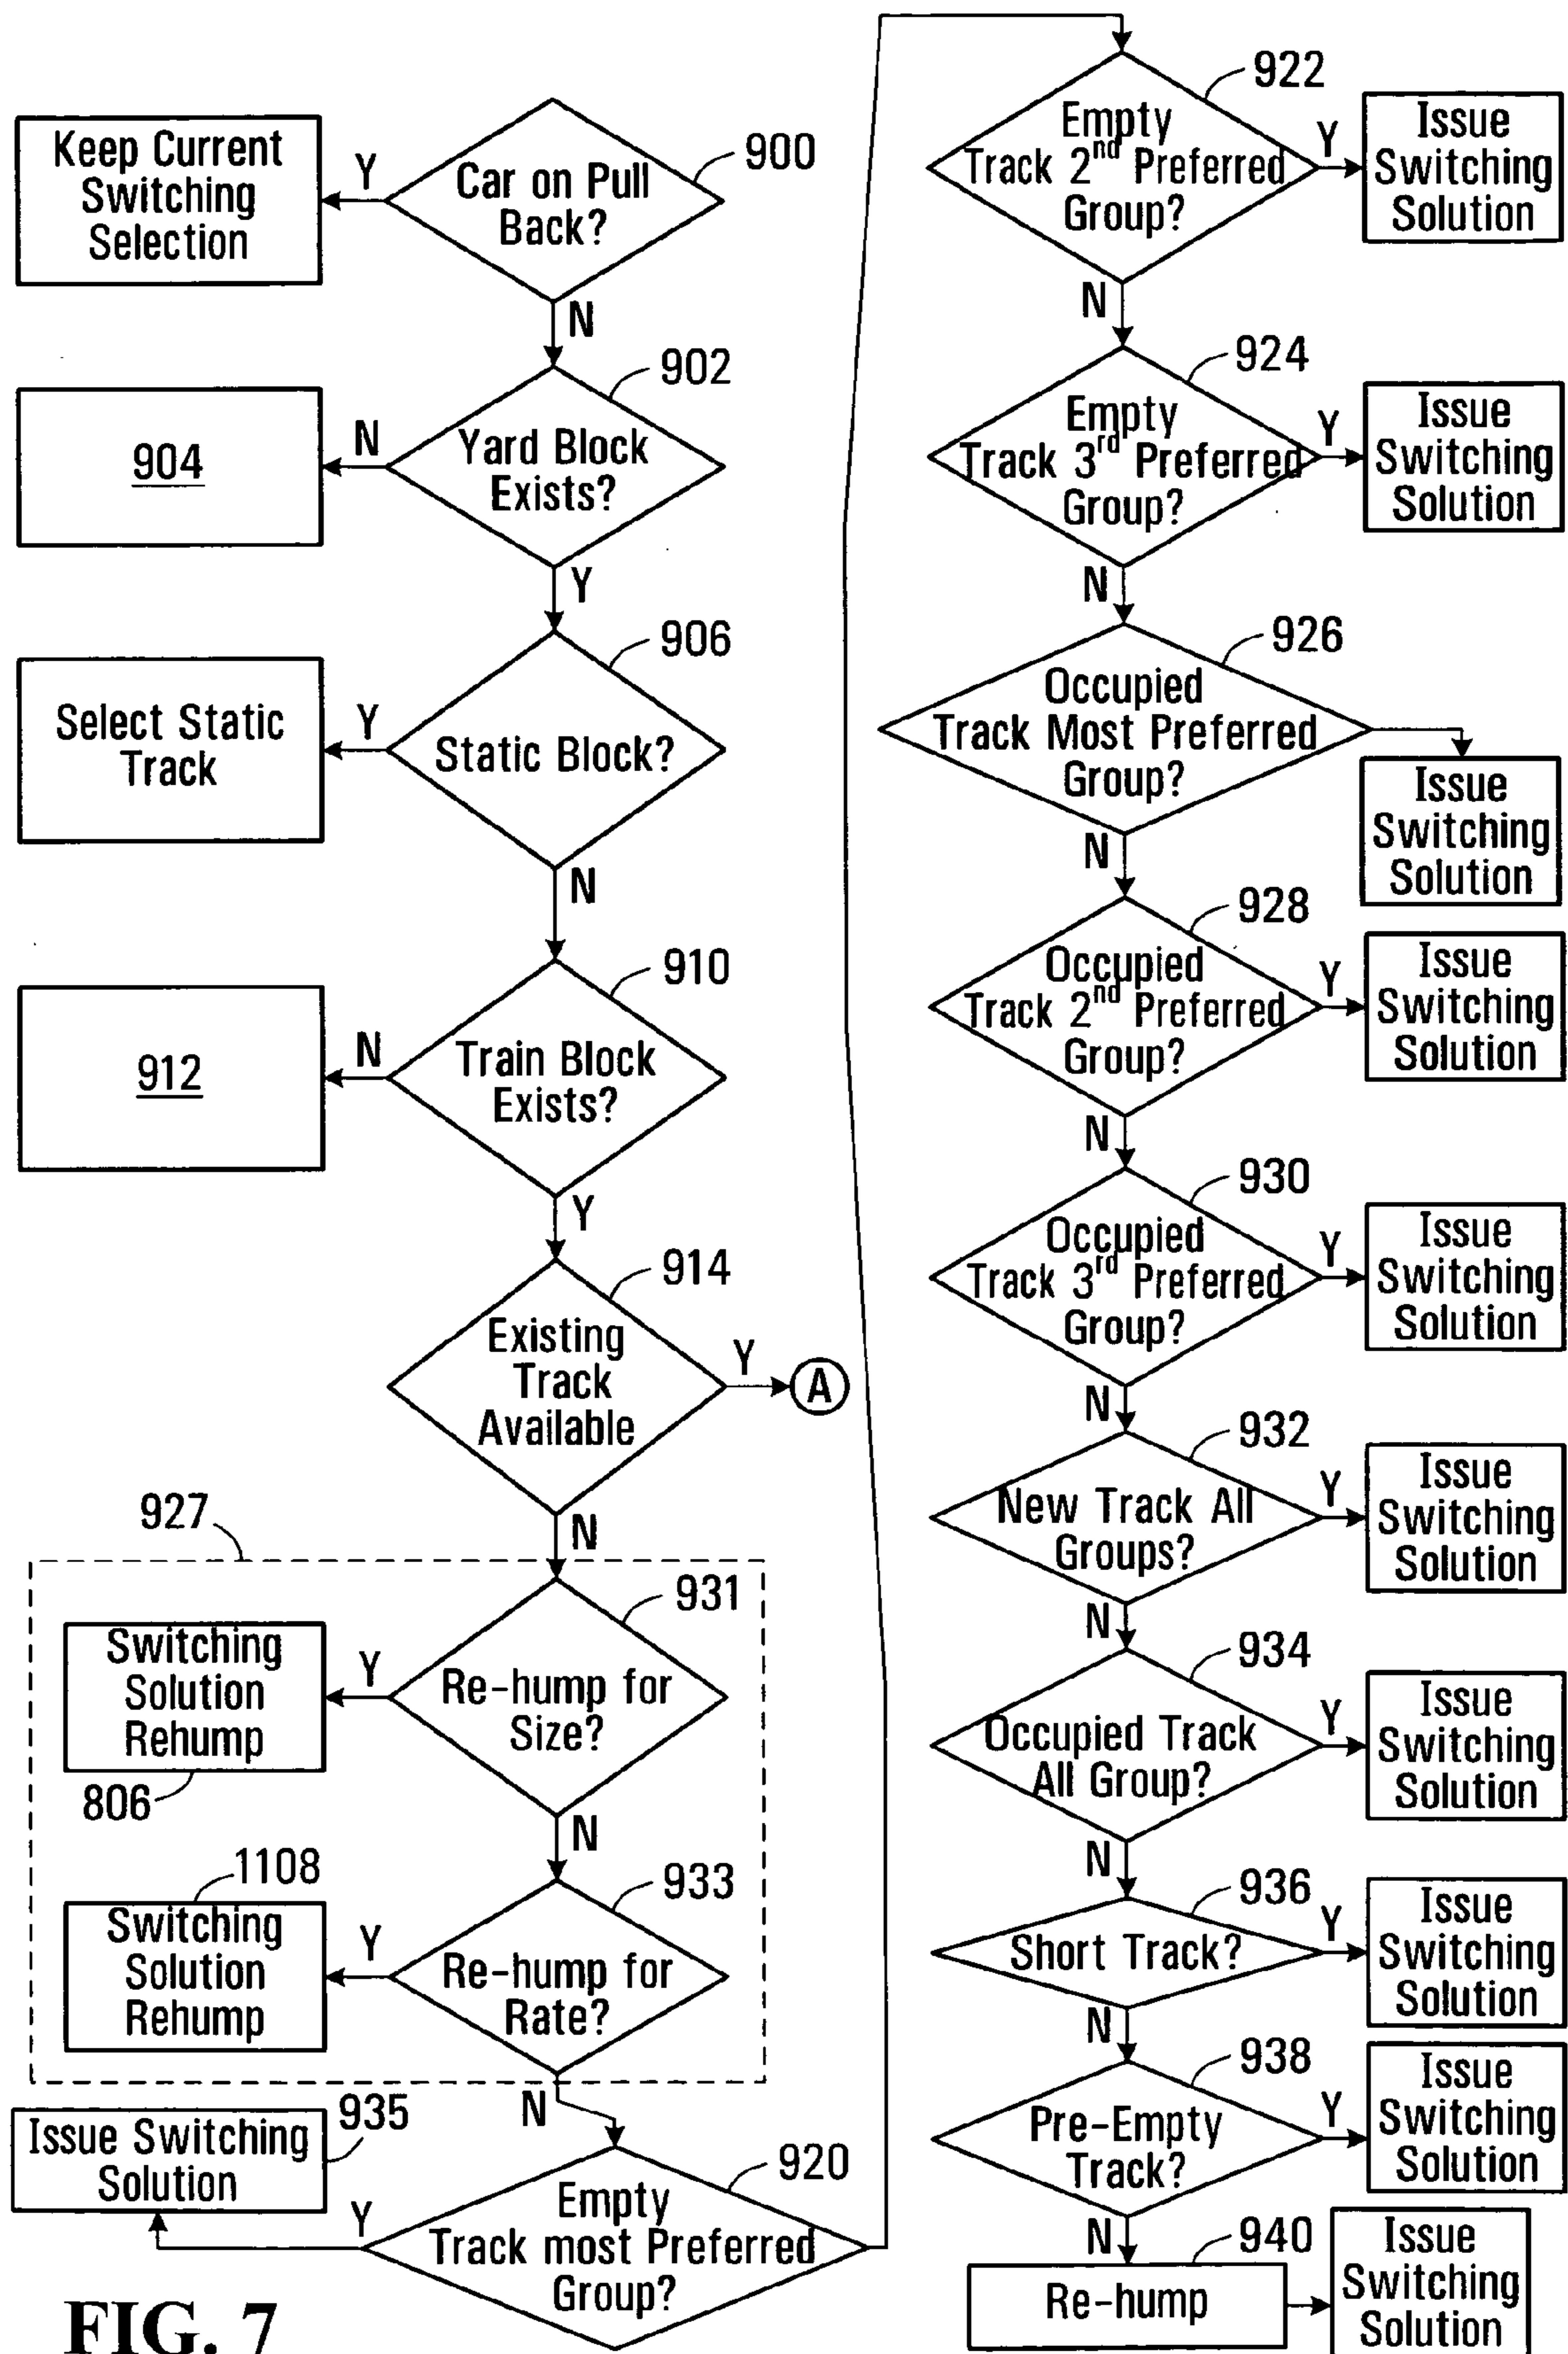 900
Car on Pull
Back?
Y
Keep Current
Switching
Selection
N
902
Yard Block
Exists?
N
904
Y
906
Static Block?
Y
Select Static
Track
N
910
Train Block
Exists?
N
912
Y
914
Existing
Track
Available
Y
A
N
927
931
Re-hump for
Size?
Y
Switching
Solution
Rehump
806
N
933
Re-hump for
Rate?
Y
1108
Switching
Solution
Rehump
N
920
Empty
Track most Preferred
Group?
Y
935
Issue Switching
Solution
922
Empty
Track 2nd Preferred
Group?
Y
Issue
Switching
Solution
N
924
Empty
Track 3rd Preferred
Group?
Y
Issue
Switching
Solution
N
926
Occupied
Track Most Preferred
Group?
Issue
Switching
Solution
N
928
Occupied
Track 2nd Preferred
Group?
Y
Issue
Switching
Solution
N
930
Occupied
Track 3rd Preferred
Group?
Y
Issue
Switching
Solution
N
932
New Track All
Groups?
Y
Issue
Switching
Solution
N
934
Occupied Track
All Group?
Y
Issue
Switching
Solution
N
936
Short Track?
Y
Issue
Switching
Solution
N
938
Pre-Empty
Track?
Y
Issue
Switching
Solution
N
940
Re-hump
Issue
Switching
Solution
FIG. 7